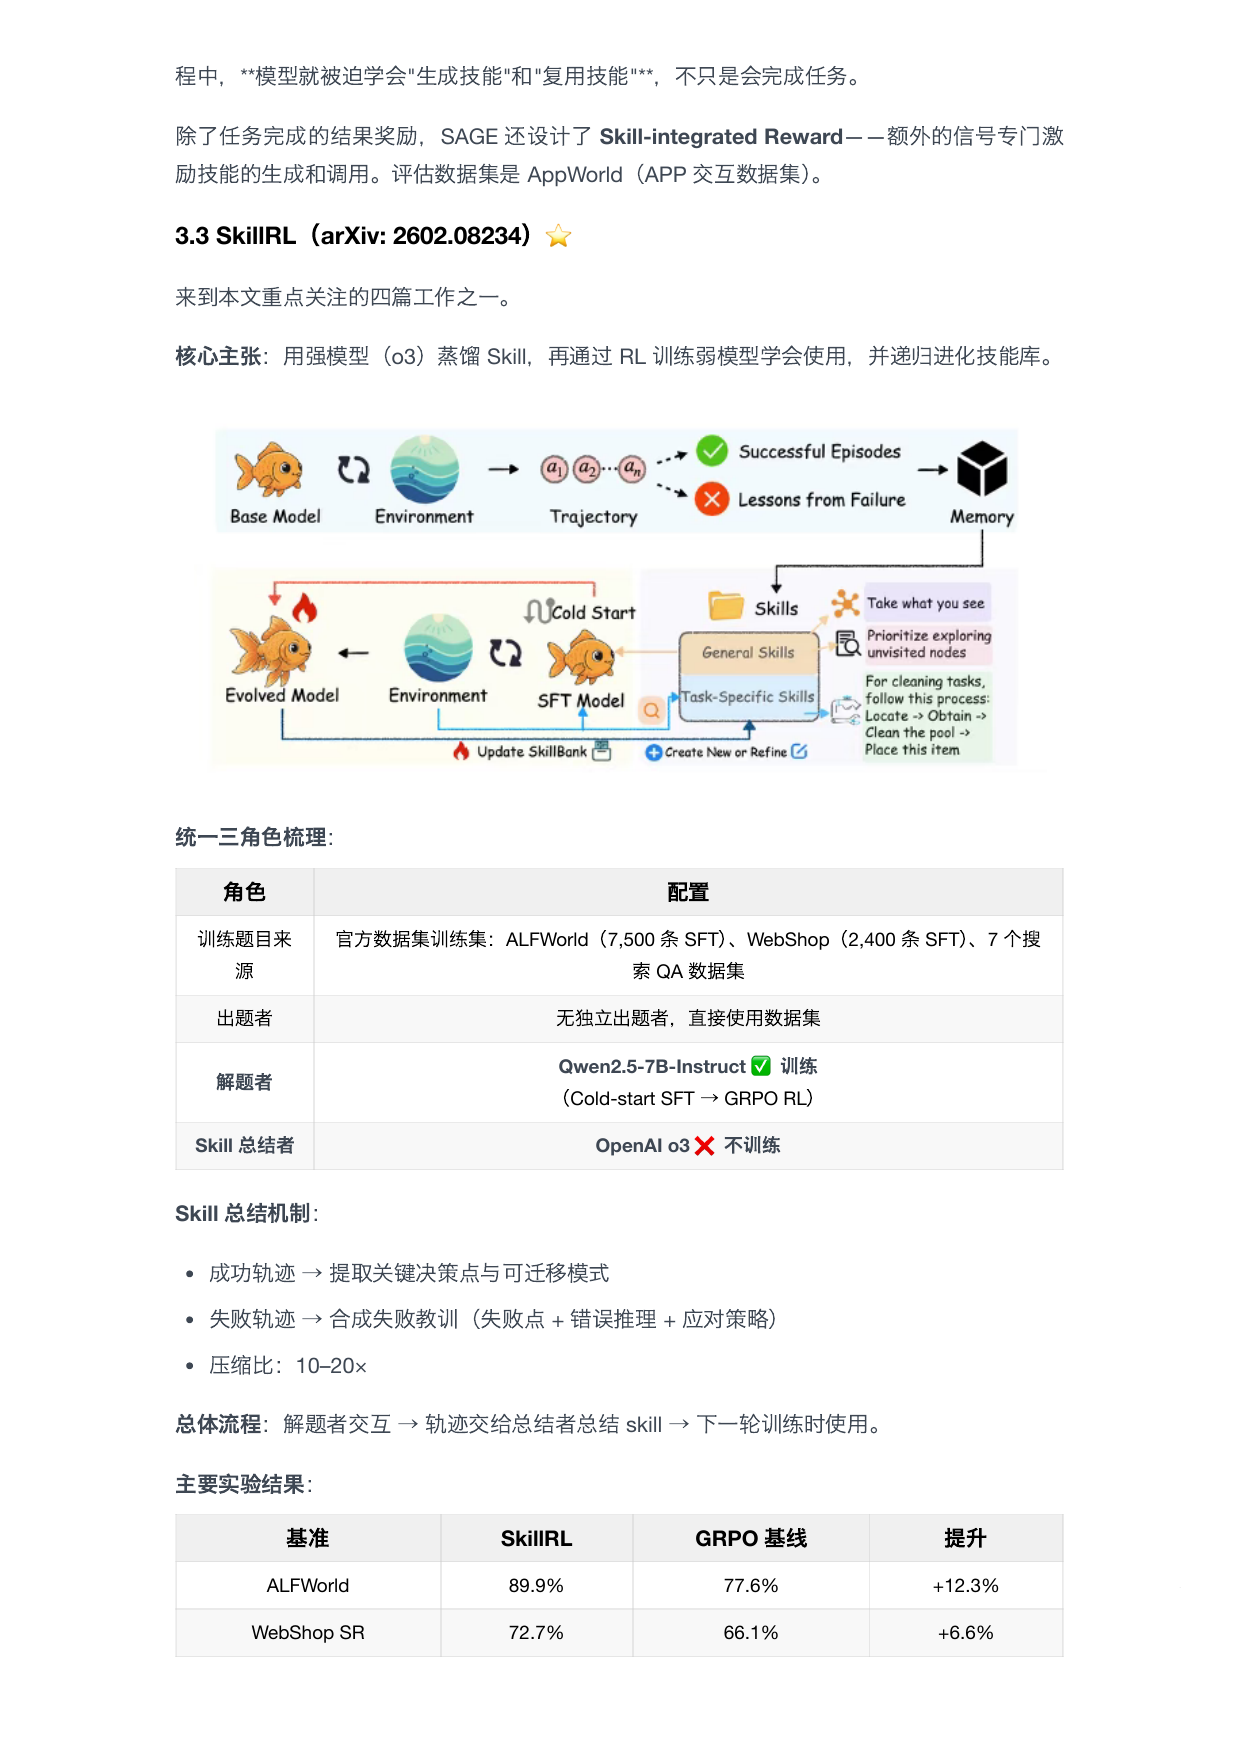 程中，**模型就被迫学会"生成技能"和"复用技能"**，不只是会完成任务。
除了任务完成的结果奖励，SAGE 还设计了 Skill-integrated Reward——额外的信号专门激
励技能的生成和调用。评估数据集是 AppWorld（APP 交互数据集）。
3.3 SkillRL（arXiv: 2602.08234）⭐
来到本文重点关注的四篇工作之一。
核心主张：用强模型（o3）蒸馏 Skill，再通过 RL 训练弱模型学会使用，并递归进化技能库。
Base Model
Environment
a1 a2 ... an
Trajectory
Successful Episodes
Lessons from Failure
Memory
Cold Start
Evolved Model
Environment
SFT Model
Update SkillBank
Skills
General Skills
Task-Specific Skills
Create New or Refine
Take what you see
Prioritize exploring
unvisited nodes
For cleaning tasks,
follow this process:
Locate -> Obtain ->
Clean the pool ->
Place this item
统一三角色梳理：
角色 配置
训练题目来
源
官方数据集训练集：ALFWorld（7,500 条 SFT）、WebShop（2,400 条 SFT）、7 个搜
索 QA 数据集
出题者 无独立出题者，直接使用数据集
解题者
Qwen2.5-7B-Instruct ✅ 训练
（Cold-start SFT → GRPO RL）
Skill 总结者 OpenAI o3 ❌ 不训练
Skill 总结机制：
• 成功轨迹 → 提取关键决策点与可迁移模式
• 失败轨迹 → 合成失败教训（失败点 + 错误推理 + 应对策略）
• 压缩比：10–20×
总体流程：解题者交互 → 轨迹交给总结者总结 skill → 下一轮训练时使用。
主要实验结果：
基准 SkillRL GRPO 基线 提升
ALFWorld 89.9% 77.6% +12.3%
WebShop SR 72.7% 66.1% +6.6%